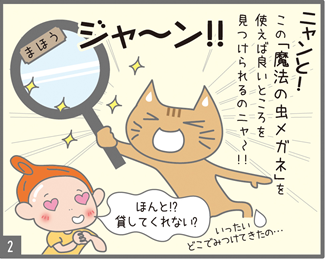 ニャンと!
この「魔法の虫メガネ」を
使えば良いところを
見つけられるのニャ〜!!
ジャ〜ン!!
まほう
ほんと!?
貸してくれない?
いったい
どこでみつけてきたの…
2